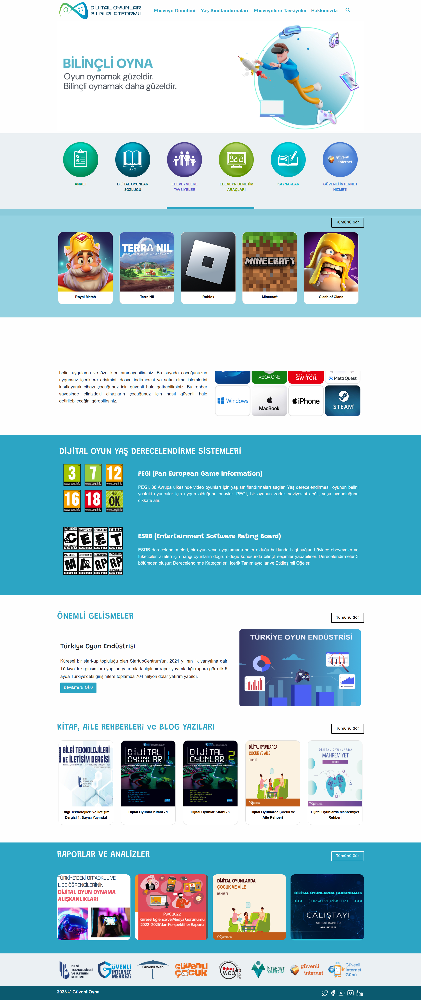 DİJİTAL OYUNLAR
BİLGİ PLATFORMU
Ebeveyn Denetimi Yaş Sınıflandırmaları Ebeveynlere Tavsiyeler Hakkımızda
BİLİNÇLİ OYNA
Oyun oynamak güzeldir.
Bilinçli oynamak daha güzeldir.
A - Z
güvenli
internet
ANKET
DİJİTAL OYUNLAR
SÖZLÜĞÜ
EBEVEYNLERE
TAVSİYELER
EBEVEYN DENETİM
ARAÇLARI
KAYNAKLAR
GÜVENLİ İNTERNET
HİZMETİ
Tümünü Gör
TERRA NIL
RECLAIM THE WASTELAND
MINECRAFT
Royal Match
Terra Nil
Roblox
Minecraft
Clash of Clans
belirli uygulama ve özellikleri sınırlayabilirsiniz. Bu sayede çocuğunuzun
uygunsuz içeriklere erişimini, dosya indirmesini ve satın alma işlemlerini
kısıtlayarak cihazı çocuğunuz için güvenli hale getirebilirsiniz. Bu rehber
sayesinde elinizdeki cihazların çocuğunuz için nasıl güvenli hale
getirilebileceğini görebilirsiniz.
XBOX ONE
NINTENDO
SWITCH
Meta Quest
Windows
MacBook
iPhone
STEAM
DİJİTAL OYUN YAŞ DERECELENDİRME SİSTEMLERİ
3 7 12
www.pegi.info www.pegi.info www.pegi.info
16 18 PEGI OK
www.pegi.info www.pegi.info www.pegi.info
PEGI (Pan European Game Information)
PEGI, 38 Avrupa ülkesinde video oyunları için yaş sınıflandırmaları sağlar. Yaş derecelendirmesi, oyunun belirli
yaştaki oyuncular için uygun olduğunu onaylar. PEGI, bir oyunun zorluk seviyesini değil, yaşa uygunluğunu
dikkate alır.
EARLY CHILDHOOD EVERYONE EVERYONE 10+ TEEN
eC E E 10+ T
CONTENT RATED BY
ESRB ESRB ESRB ESRB
MATURE 17+ ADULTS ONLY 18+ RATING PENDING RATING PENDING
M AO RP RP
LIKELY MATURE 17+
ESRB ESRB ESRB ESRB
ESRB (Entertainment Software Rating Board)
ESRB derecelendirmeleri, bir oyun veya uygulamada neler olduğu hakkında bilgi sağlar, böylece ebeveynler ve
tüketiciler, aileleri için hangi oyunların doğru olduğu konusunda bilinçli seçimler yapabilirler. Derecelendirmeler 3
bölümden oluşur: Derecelendirme Kategorileri, İçerik Tanımlayıcılar ve Etkileşimli Öğeler.
ÖNEMLİ GELİSMELER
Tümünü Gör
Türkiye Oyun Endüstrisi
Küresel bir start-up topluluğu olan StartupCentrum'un, 2021 yılının ilk yarıyılına dair
Türkiye'deki girişimlere yapılan yatırımlarla ilgili bir rapor yayımladığı rapora göre ilk 6
ayda Türkiye'deki girişimlere toplamda 704 milyon dolar yatırım yapıldı.
Devamını Oku
TÜRKİYE OYUN ENDÜSTRİSİ
KİTAP, AiLE REHBERLERi ve BLOG YAZILARI
Tümünü Gör
BİLGİ TEKNOLOJİLERİ
VE İLETİŞİM DERGİSİ
JOURNAL OF INFORMATION TECHNOLOGIES AND COMMUNICATION
BİLGİ
TEKNOLOJİLERİ
VE İLETİŞİM
KURUMU
DİJİTAL
OYUNLAR 1
DİJİTAL
OYUNLAR 2
DİJİTAL OYUNLARDA
ÇOCUK VE AİLE
REHBERİ
DİJİTAL OYUNLARDA
MAHREMİYET
REHBERİ
Bilgi Teknolojileri ve İletişim
Dergisi 1. Sayısı Yayında!
Dijital Oyunlar Kitabı - 1
Dijital Oyunlar Kitabı - 2
Dijital Oyunlarda Çocuk ve
Aile Rehberi
Dijital Oyunlarda Mahremiyet
Rehberi
RAPORLAR VE ANALİZLER
Tümünü Gör
TÜRKİYE'DEKİ ORTAOKUL VE
LİSE ÖĞRENCİLERİNİN
DİJİTAL OYUN OYNAMA
ALIŞKANLIKLARI
PwC 2022
Küresel Eğlence ve Medya Görünümü
2022–2026'dan Perspektifler Raporu
DİJİTAL OYUNLARDA
ÇOCUK VE AİLE
REHBERİ
DİJİTAL OYUNLARDA FARKINDALIK
( FIRSAT VE RİSKLER )
ÇALIŞTAYI
SONUÇ RAPORU
ARALIK 2021
BİLGİ
TEKNOLOJİLERİ
VE İLETİŞİM
KURUMU
GÜVENLİ
İNTERNET
MERKEZİ
Güvenli Web
GÜVENLİ
ÇOCUK
İNTERNET BİLGİ İHBAR MERKEZİ
ihbar
web
İNTERNET
YARDIM
güvenli
internet
Güvenli
İnternet
Günü
2023 © GüvenliOyna